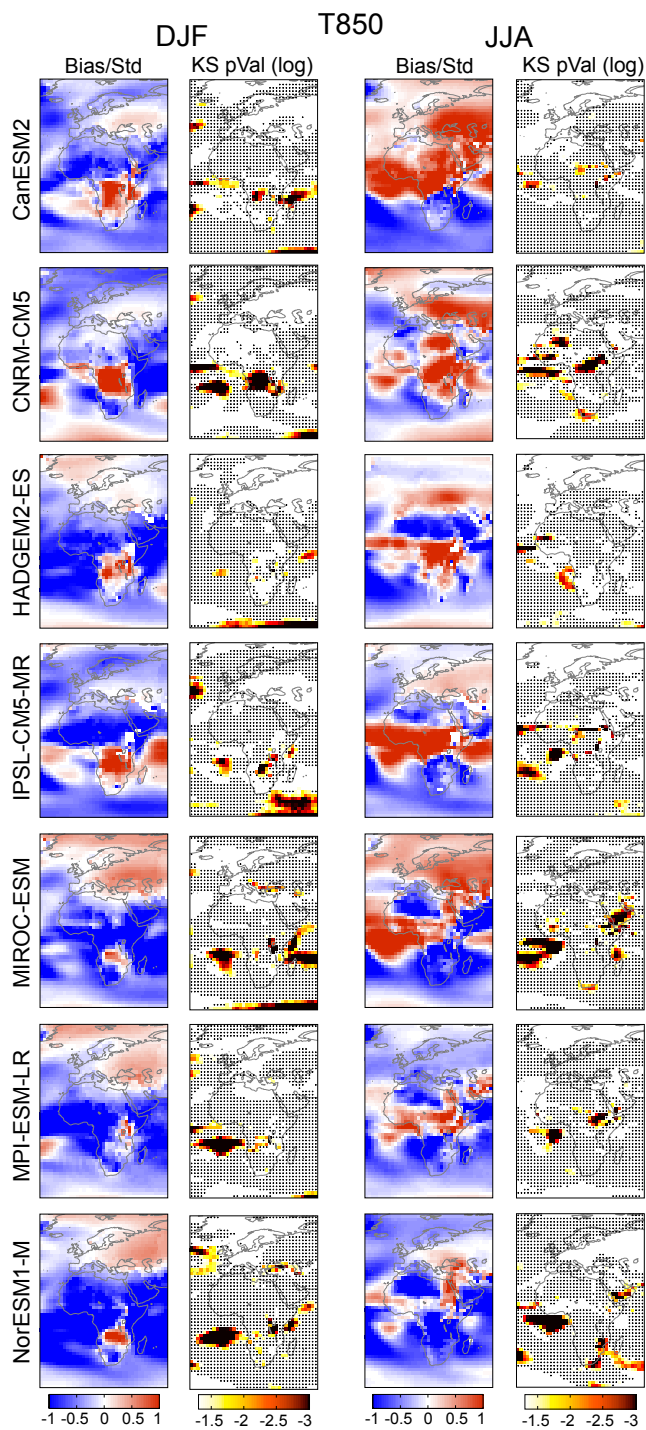 T850
DJF JJA
Bias/Std KS pVal (log) Bias/Std KS pVal (log)
CanESM2
CNRM-CM5
HADGEM2-ES
IPSL-CM5-MR
MIROC-ESM
MPI-ESM-LR
NorESM1-M
-1 -0.5 0 0.5 1 -1.5 -2 -2.5 -3 -1 -0.5 0 0.5 1 -1.5 -2 -2.5 -3